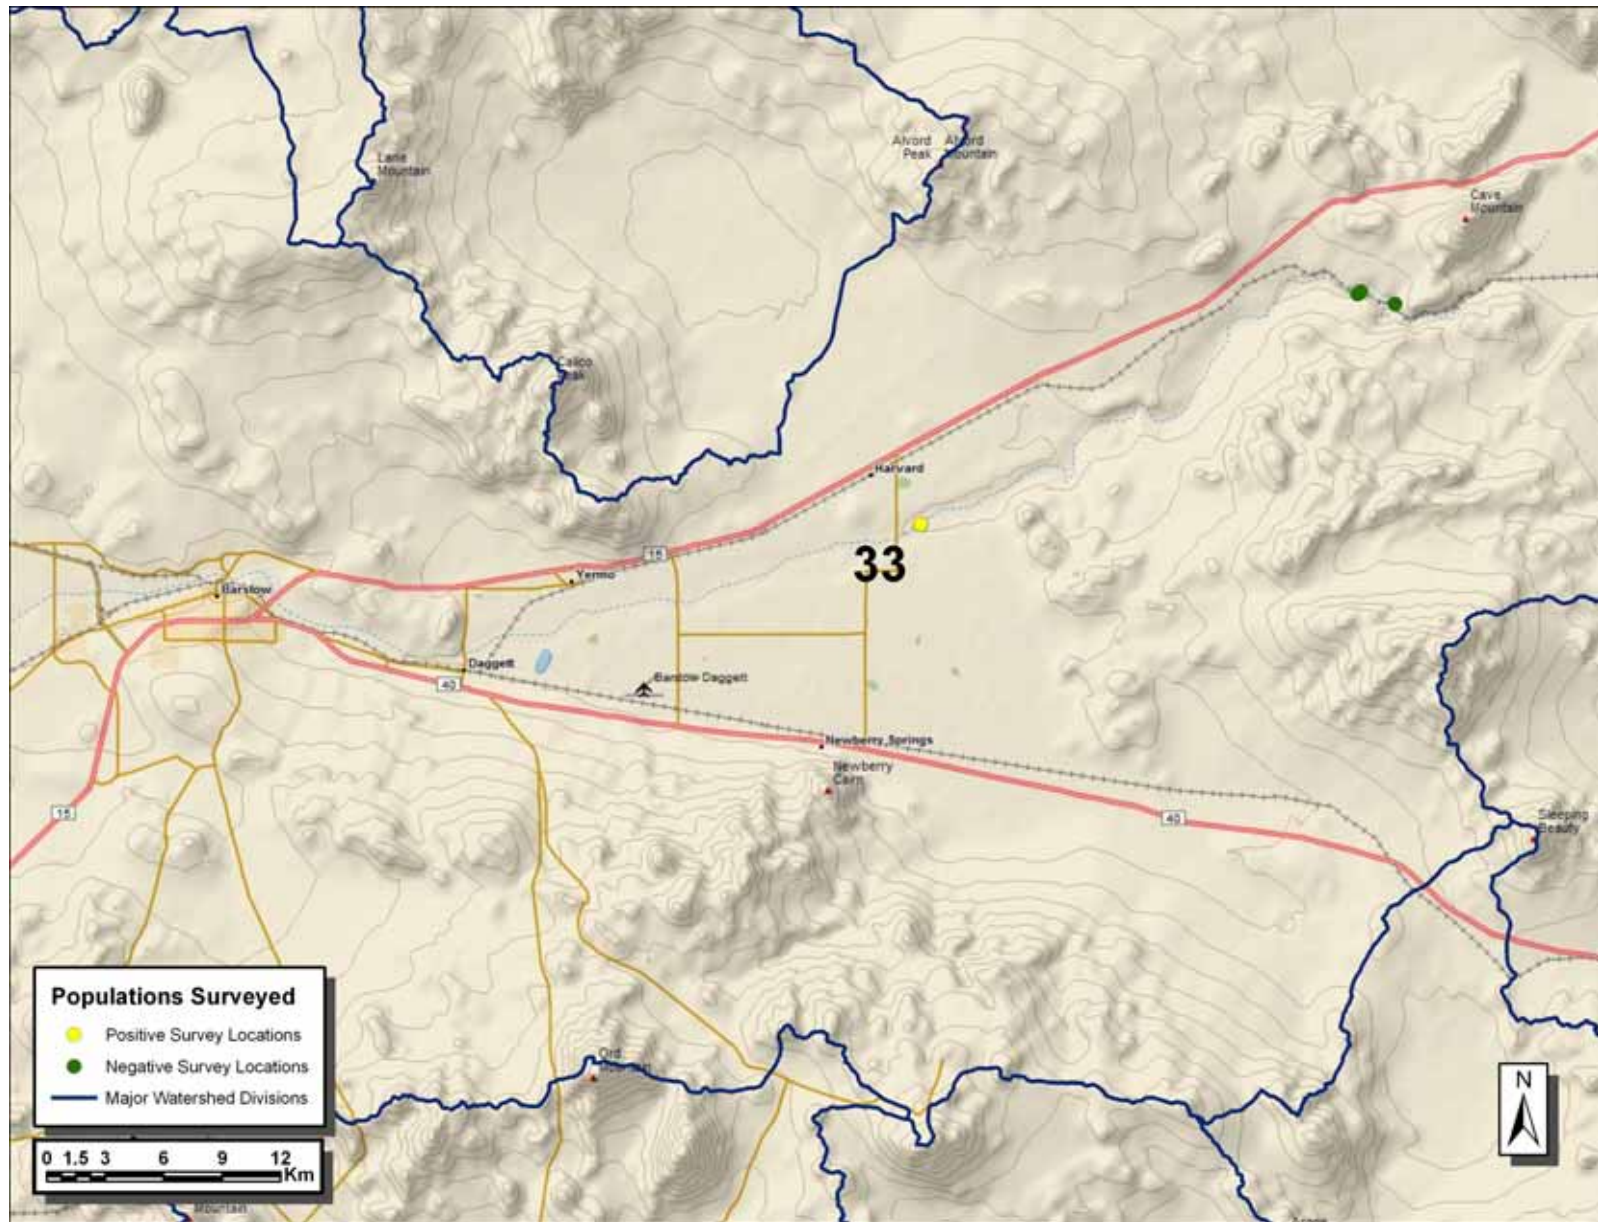 Alvord
Peak
Alvord
Mountain
Lane
Mountain
Cave
Mountain
Calico
Peak
Harvard
33
15
Yermo
Barstow
Daggett
40
Barstow Daggett
Newberry Springs
Newberry
Cairn
15
40
Sleeping
Beauty
Populations Surveyed
Positive Survey Locations
Negative Survey Locations
Major Watershed Divisions
Ord
Mountain
N
0 1.5 3 6 9 12
Km
Mountain